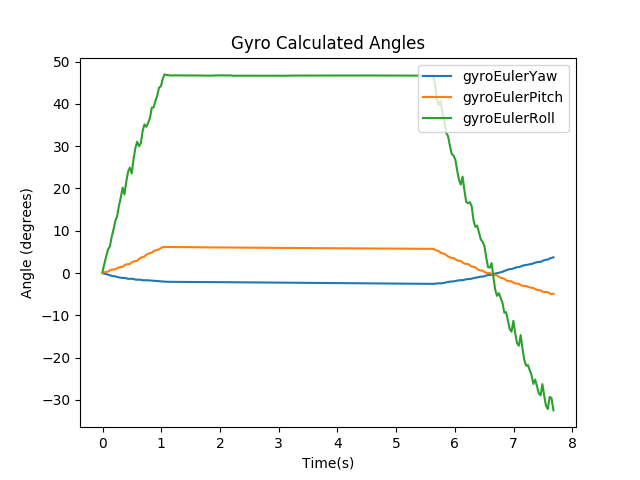 Gyro Calculated Angles
gyroEulerYaw
gyroEulerPitch
gyroEulerRoll
Angle (degrees)
50
40
30
20
10
0
−10
−20
−30
0 1 2 3 4 5 6 7 8
Time(s)